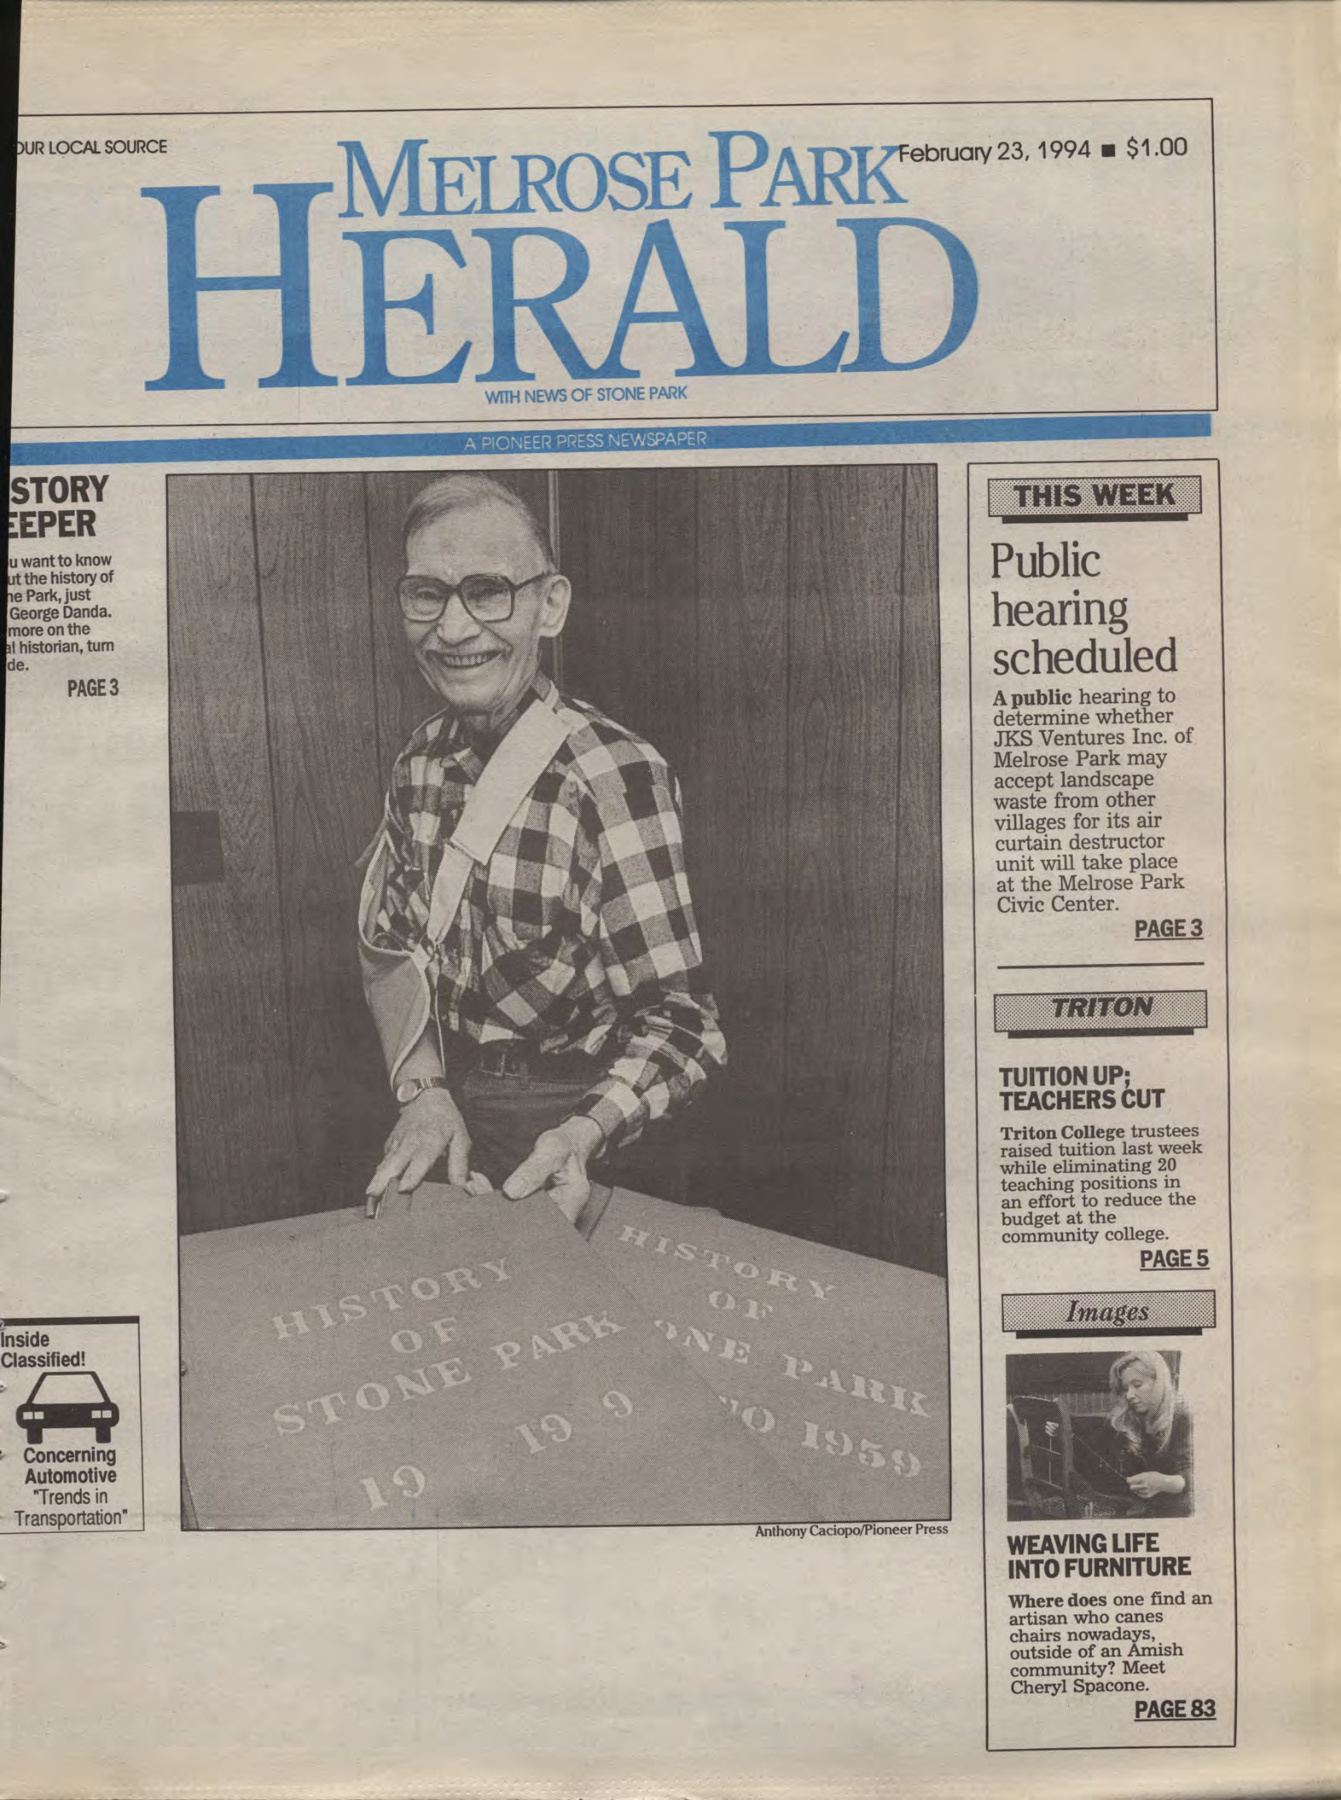 OUR LOCAL SOURCE
February 23, 1994 ■ $1.00
MELROSE PARK
HERALD
WITH NEWS OF STONE PARK
A PIONEER PRESS NEWSPAPER
STORY
EEPER
u want to know
ut the history of
ne Park, just
George Danda.
more on the
al historian, turn
de.
PAGE 3
Inside
Classified!
Concerning
Automotive
"Trends in
Transportation"
HISTORY
OF
STONE PARK
19 9
19
HISTORY
OF
ONE PARK
TO 1959
Anthony Caciopo/Pioneer Press
THIS WEEK
Public
hearing
scheduled
A public hearing to
determine whether
JKS Ventures Inc. of
Melrose Park may
accept landscape
waste from other
villages for its air
curtain destructor
unit will take place
at the Melrose Park
Civic Center.
PAGE 3
TRITON
TUITION UP;
TEACHERS CUT
Triton College trustees
raised tuition last week
while eliminating 20
teaching positions in
an effort to reduce the
budget at the
community college.
PAGE 5
Images
WEAVING LIFE
INTO FURNITURE
Where does one find an
artisan who canes
chairs nowadays,
outside of an Amish
community? Meet
Cheryl Spacone.
PAGE 83